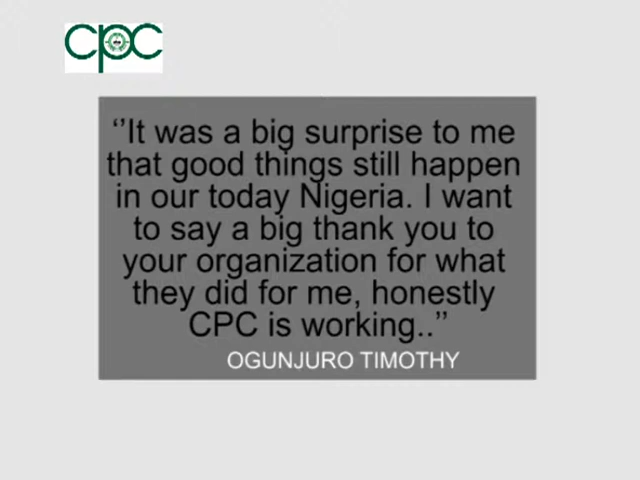 cpc
‘’It was a big surprise to me
that good things still happen
in our today Nigeria. I want
to say a big thank you to
your organization for what
they did for me, honestly
CPC is working..’’
OGUNJURO TIMOTHY